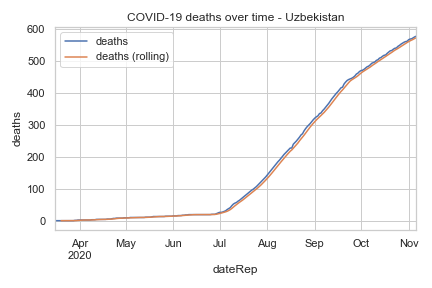 COVID-19 deaths over time - Uzbekistan
deaths
deaths (rolling)
600
500
400
300
200
100
0
deaths
Apr May Jun Jul Aug Sep Oct Nov
2020
dateRep